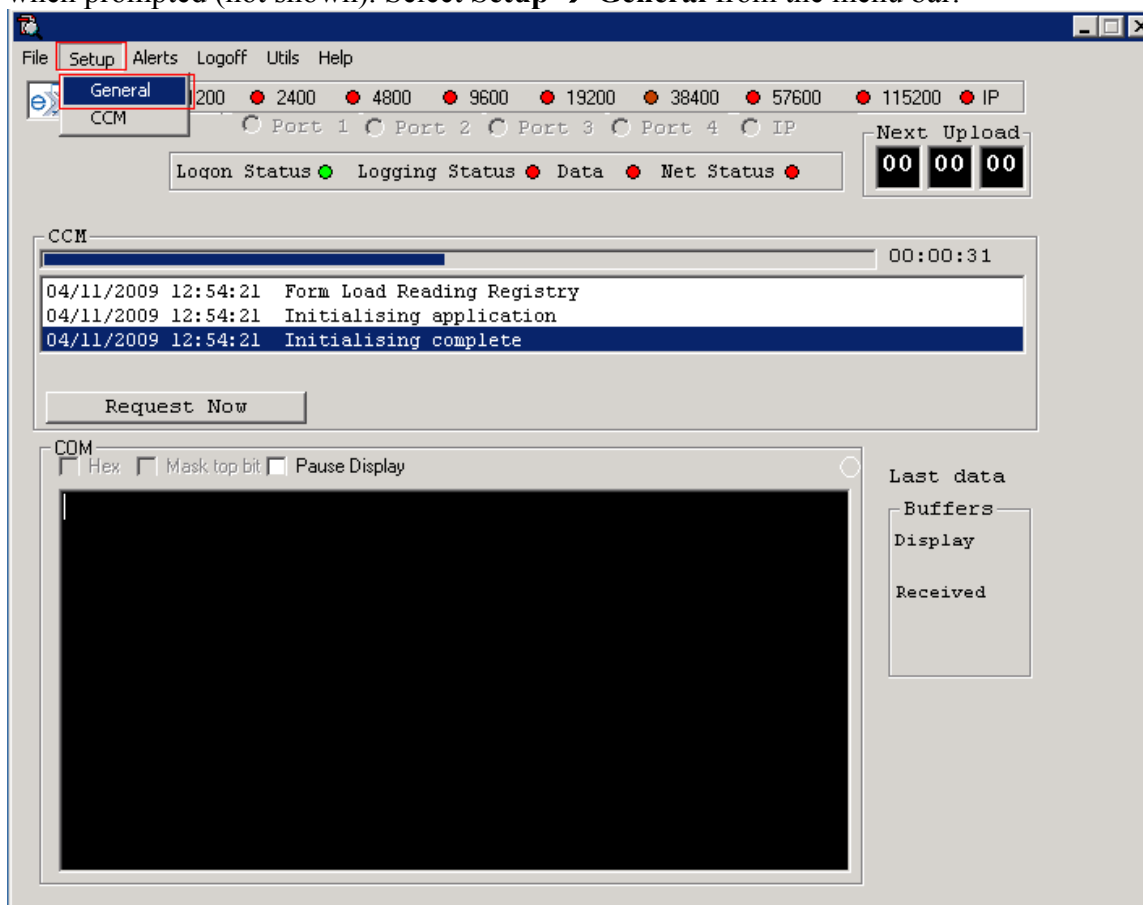 when prompted (not shown). Select Setup → General from the menu bar.
File Setup Alerts Logoff Utils Help
General
CCM
1200 2400 4800 9600 19200 38400 57600 115200 IP
Port 1 Port 2 Port 3 Port 4 IP
Next Upload
00 00 00
Logon Status Logging Status Data Net Status
CCM
00:00:31
04/11/2009 12:54:21 Form Load Reading Registry
04/11/2009 12:54:21 Initialising application
04/11/2009 12:54:21 Initialising complete
Request Now
COM
Hex Mask top bit Pause Display
Last data
Buffers
Display
Received